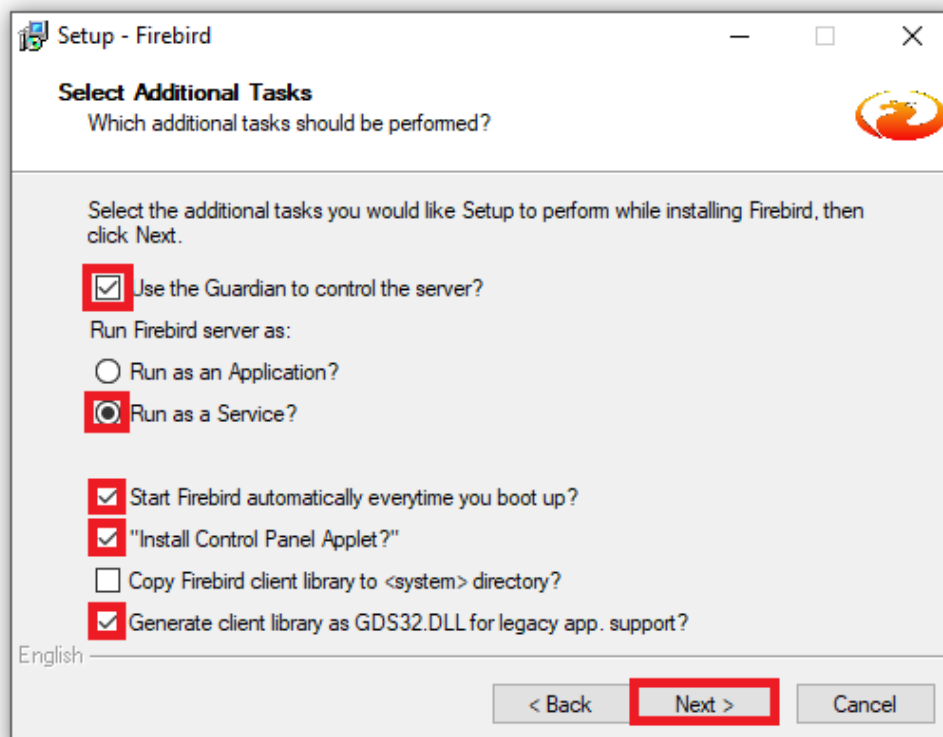 Setup - Firebird
Select Additional Tasks
Which additional tasks should be performed?
Select the additional tasks you would like Setup to perform while installing Firebird, then
click Next.
Use the Guardian to control the server?
Run Firebird server as:
Run as an Application?
Run as a Service?
Start Firebird automatically everytime you boot up?
"Install Control Panel Applet?"
Copy Firebird client library to <system> directory?
Generate client library as GDS32.DLL for legacy app. support?
English
< Back
Next >
Cancel